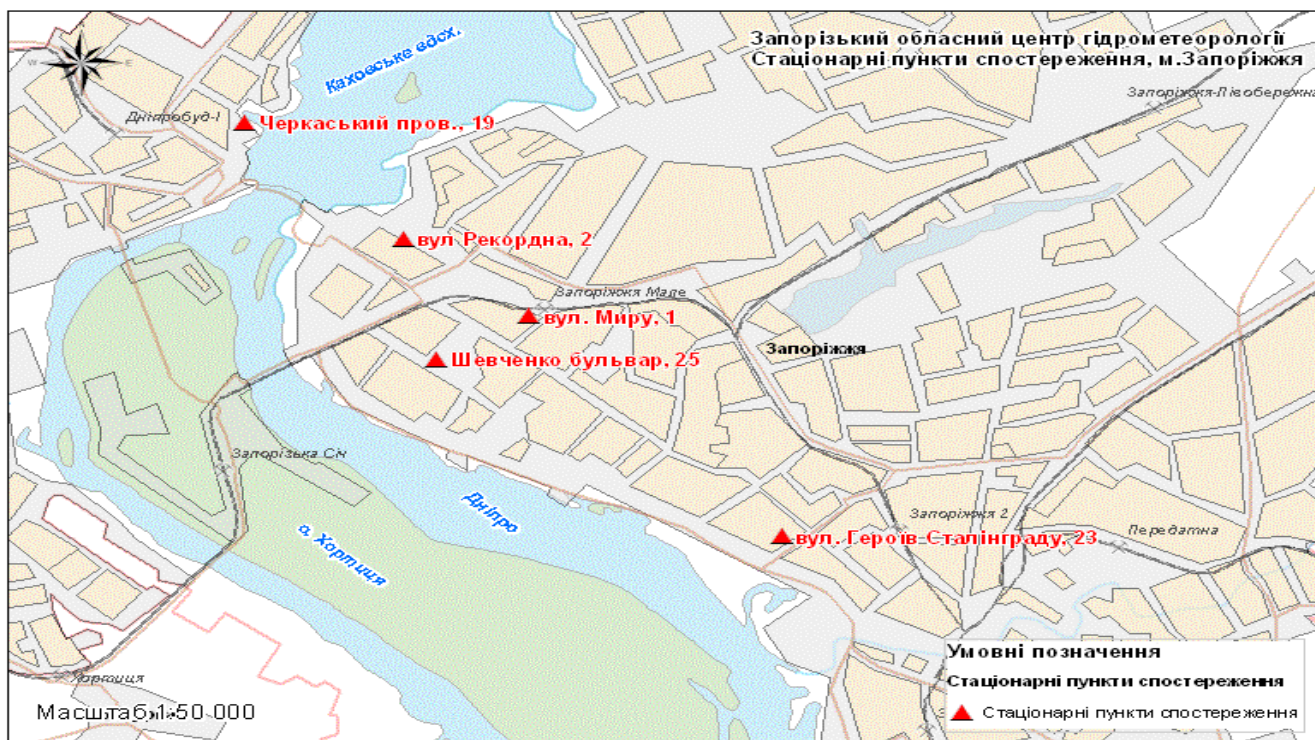 Запорізький обласний центр гідрометеорології
Стаціонарні пункти спостереження, м.Запоріжжя
W
E
Каховське вдсх.
Запоріжжя-Лівобережна
Дніпробуд-І
Черкаський пров., 19
вул Рекордна, 2
Запоріжжя Мале
вул. Миру, 1
Запоріжжя
Шевченко бульвар, 25
Запорізька Січ
Дніпро
о. Хортиця
Запоріжжя 2
Передатна
вул. Героїв Сталінграду, 23
Хортиця
Масштаб 1:50 000
Умовні позначення
Стаціонарні пункти спостереження
Стаціонарні пункти спостереження